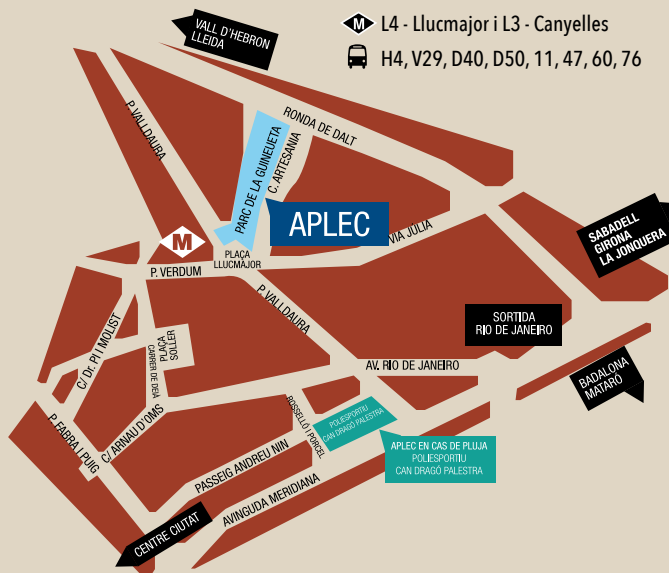 VALL D'HEBRON
LLEIDA
M L4 - Llucmajor i L3 - Canyelles
H4, V29, D40, D50, 11, 47, 60, 76
P. VALLDAURA
RONDA DE DALT
PARC DE LA GUINEUETA
C. ARTESANIA
APLEC
VIA JÚLIA
SABADELL
GIRONA
LA JONQUERA
M
PLAÇA
LLUCMAJOR
P. VERDUM
P. VALLDAURA
SORTIDA
RIO DE JANEIRO
C/ Dr. PI I MOLIST
PLAÇA
SOLLER
CARRER DE DEIÀ
AV. RIO DE JANEIRO
BADALONA
MATARÓ
P. FABRA I PUIG
C/ ARNAU D'OMS
ROSSELLÓ I PORCEL
POLIESPORTIU
CAN DRAGÓ PALESTRA
PASSEIG ANDREU NIN
APLEC EN CAS DE PLUJA
POLIESPORTIU
CAN DRAGÓ PALESTRA
AVINGUDA MERIDIANA
CENTRE CIUTAT